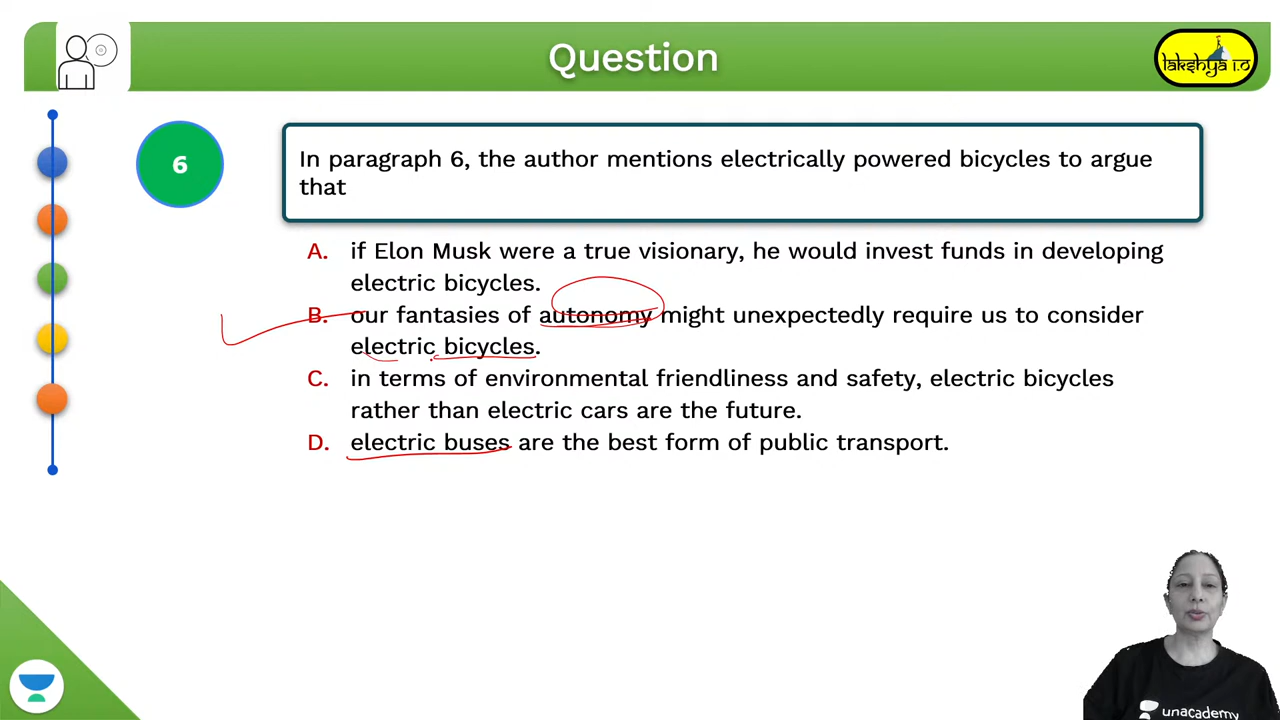 Question
lakshya 1.0
6
In paragraph 6, the author mentions electrically powered bicycles to argue
that
A. if Elon Musk were a true visionary, he would invest funds in developing
electric bicycles.
B. our fantasies of autonomy might unexpectedly require us to consider
electric bicycles.
C. in terms of environmental friendliness and safety, electric bicycles
rather than electric cars are the future.
D. electric buses are the best form of public transport.
unacademy